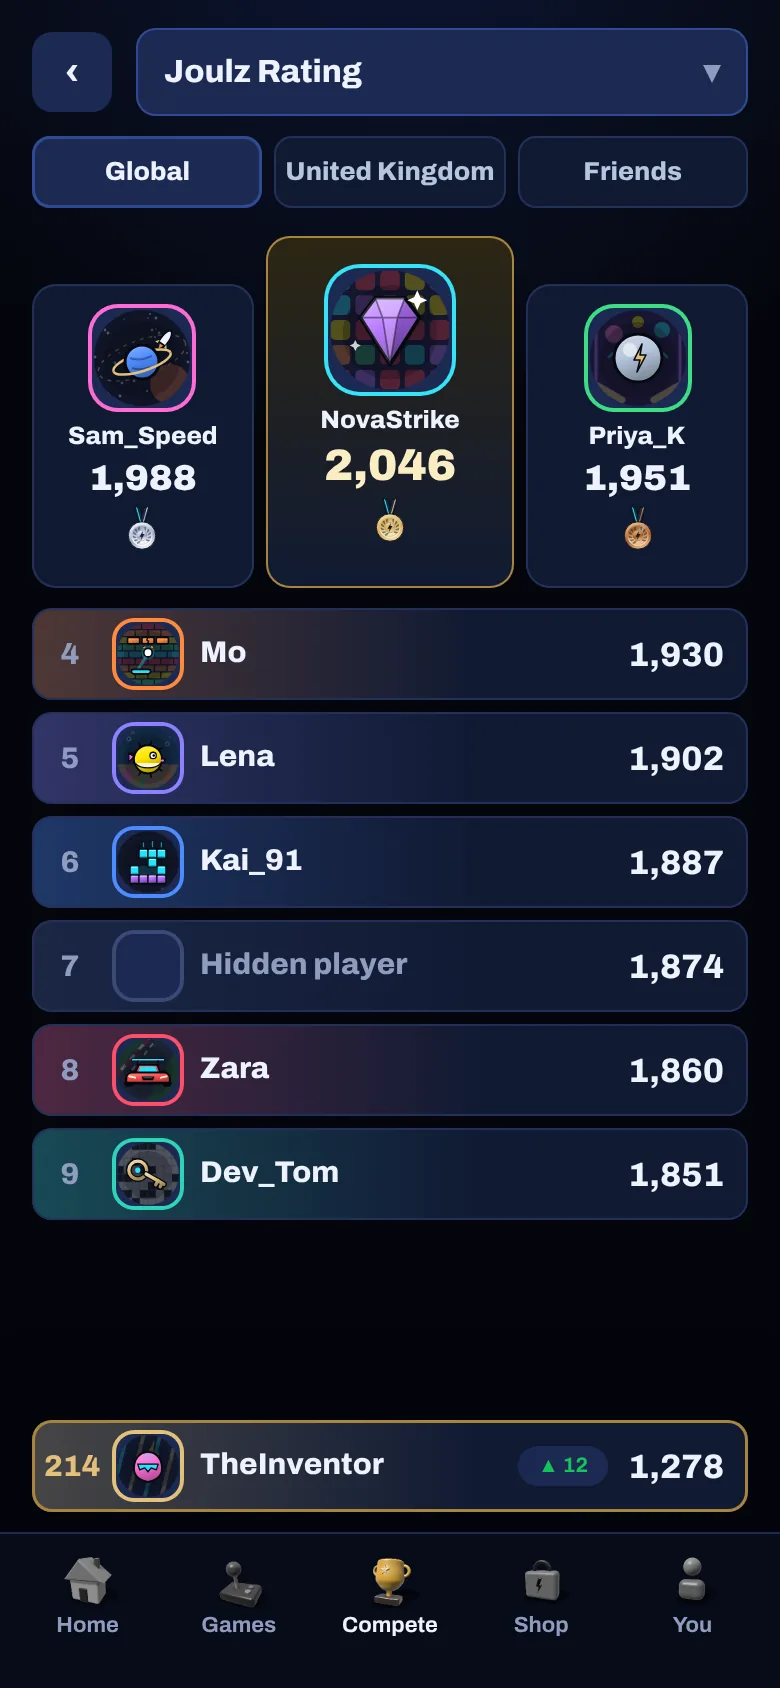 ‹
Joulz Rating ▼
Global
United Kingdom
Friends
Sam_Speed
1,988
NovaStrike
2,046
Priya_K
1,951
4 Mo 1,930
5 Lena 1,902
6 Kai_91 1,887
7 Hidden player 1,874
8 Zara 1,860
9 Dev_Tom 1,851
214 TheInventor ▲ 12 1,278
Home
Games
Compete
Shop
You